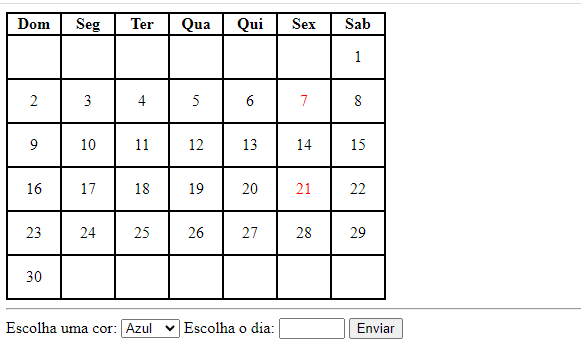 Dom Seg Ter Qua Qui Sex Sab
1
2 3 4 5 6 7 8
9 10 11 12 13 14 15
16 17 18 19 20 21 22
23 24 25 26 27 28 29
30
Escolha uma cor: Azul Escolha o dia: Enviar